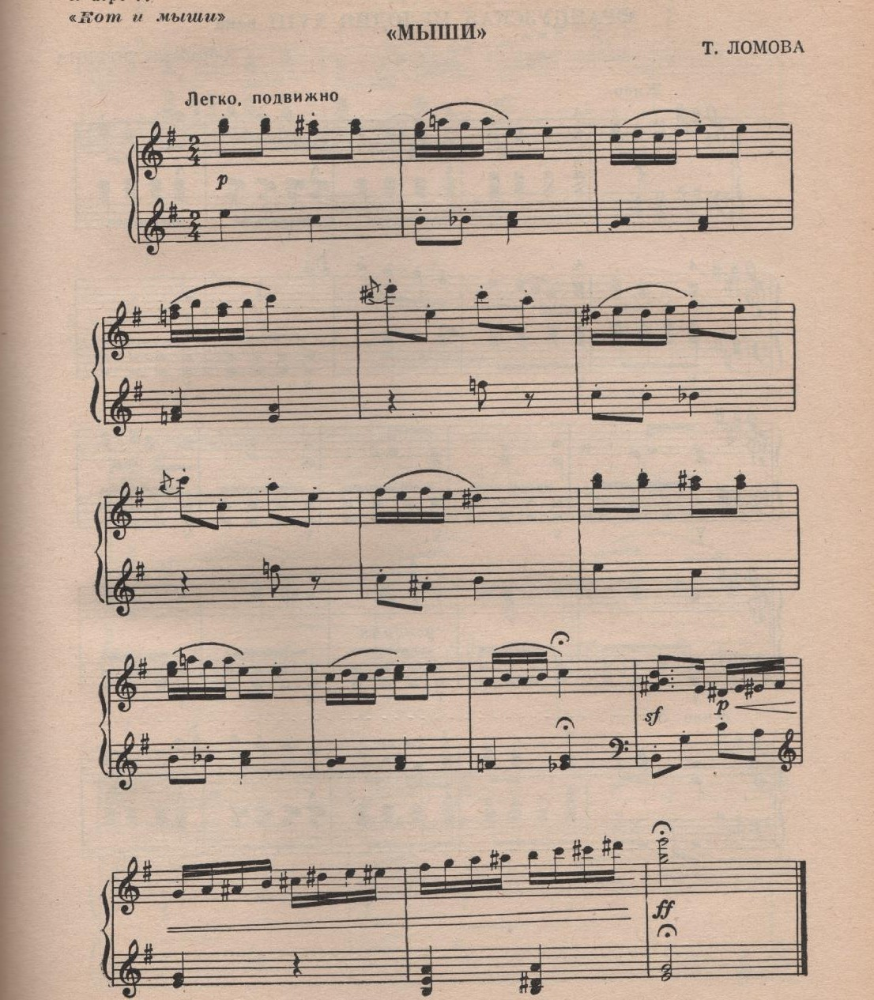 «Кот и мыши»
«МЫШИ»
Т. ЛОМОВА
Легко, подвижно
p
sf p
ff